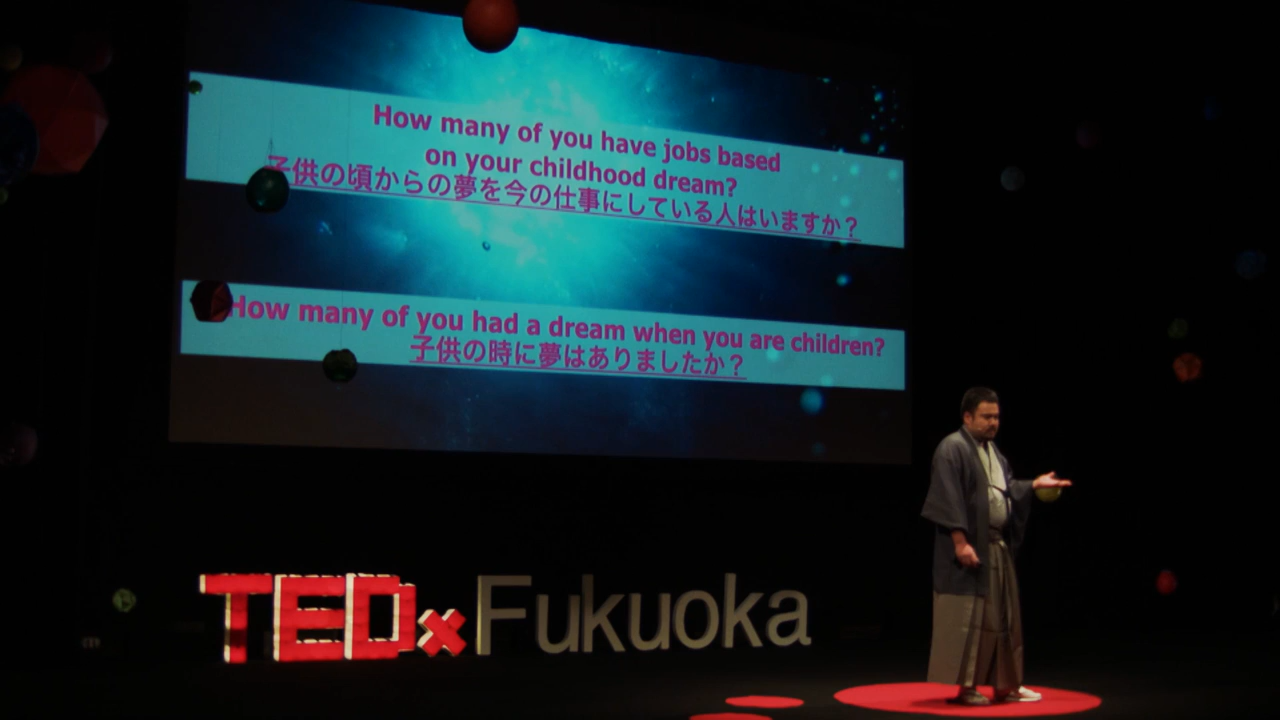 How many of you have jobs based
on your childhood dream?
子供の頃からの夢を今の仕事にしている人はいますか？
How many of you had a dream when you are children?
子供の時に夢はありましたか？
TEDxFukuoka